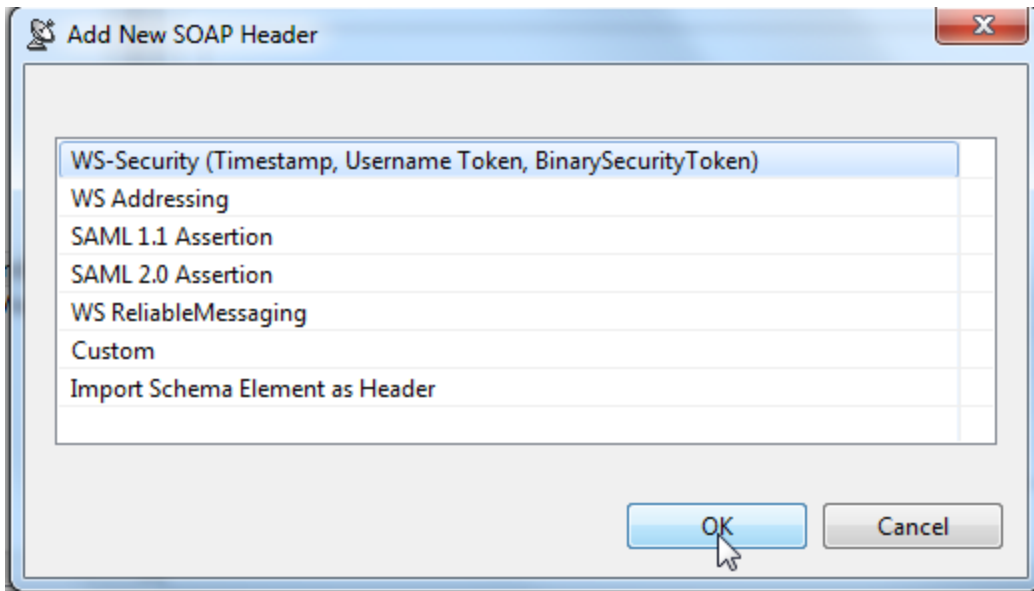 Add New SOAP Header
WS-Security (Timestamp, Username Token, BinarySecurityToken)
WS Addressing
SAML 1.1 Assertion
SAML 2.0 Assertion
WS ReliableMessaging
Custom
Import Schema Element as Header
OK
Cancel